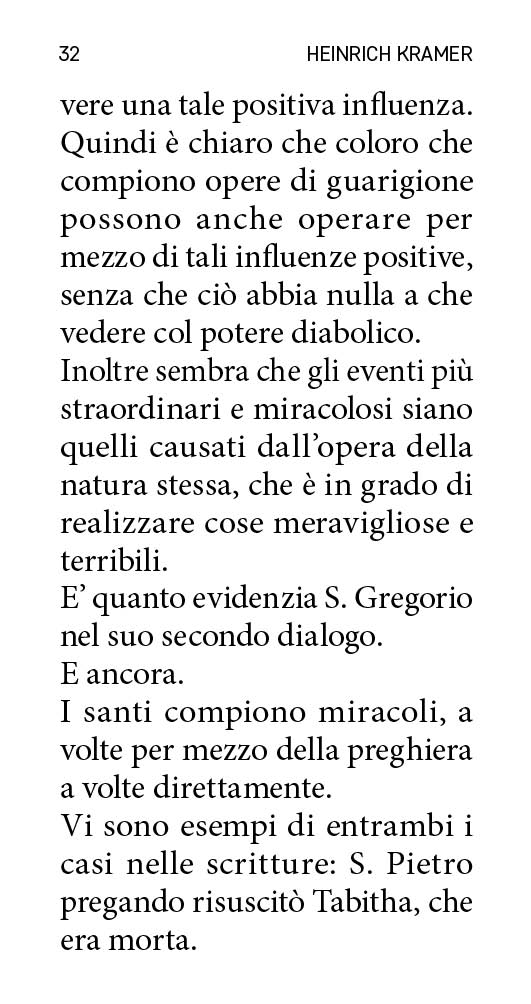 32 HEINRICH KRAMER
vere una tale positiva influenza.
Quindi è chiaro che coloro che
compiono opere di guarigione
possono anche operare per
mezzo di tali influenze positive,
senza che ciò abbia nulla a che
vedere col potere diabolico.
Inoltre sembra che gli eventi più
straordinari e miracolosi siano
quelli causati dall’opera della
natura stessa, che è in grado di
realizzare cose meravigliose e
terribili.
E’ quanto evidenzia S. Gregorio
nel suo secondo dialogo.
E ancora.
I santi compiono miracoli, a
volte per mezzo della preghiera
a volte direttamente.
Vi sono esempi di entrambi i
casi nelle scritture: S. Pietro
pregando risuscitò Tabitha, che
era morta.